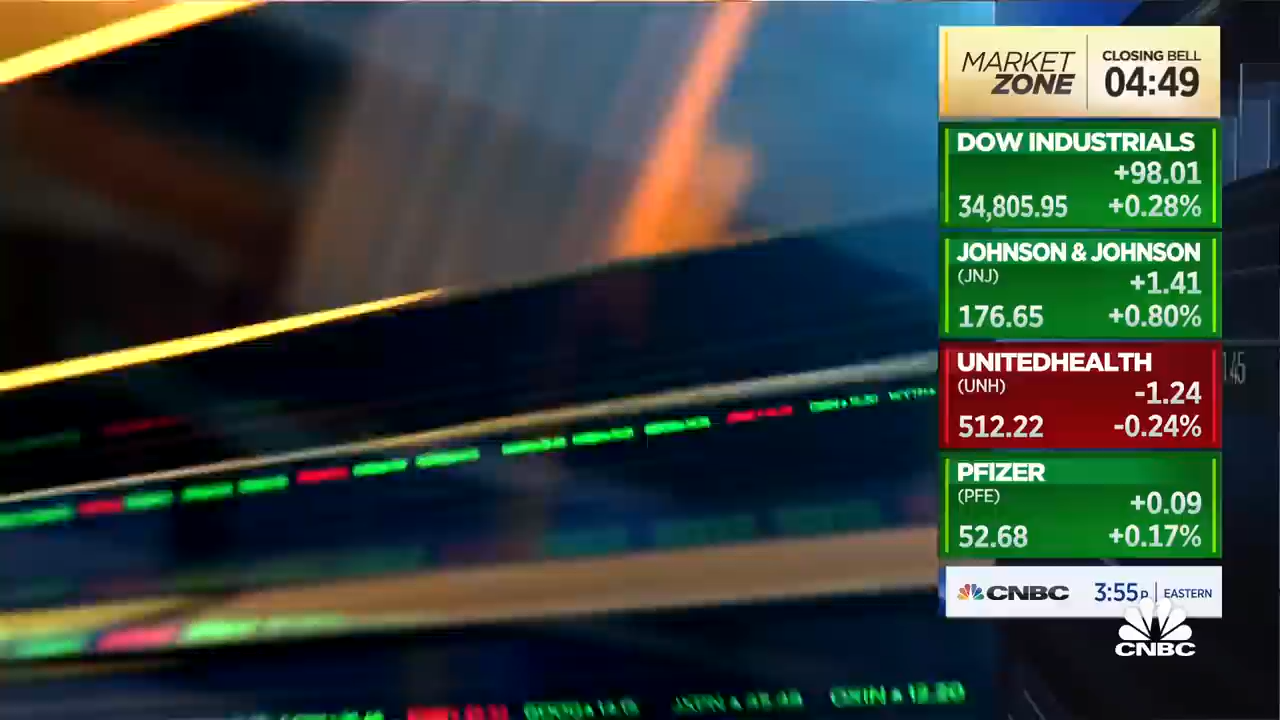 MARKET
ZONE
CLOSING BELL
04:49
DOW INDUSTRIALS
+98.01
34,805.95 +0.28%
JOHNSON & JOHNSON
(JNJ)
+1.41
176.65 +0.80%
UNITEDHEALTH
(UNH)
-1.24
512.22 -0.24%
PFIZER
(PFE)
+0.09
52.68 +0.17%
CNBC 3:55P EASTERN
CNBC